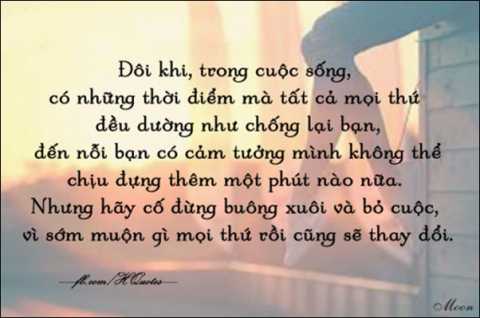 Đôi khi, trong cuộc sống,
có những thời điểm mà tất cả mọi thứ
đều dường như chống lại bạn,
đến nỗi bạn có cảm tưởng mình không thể
chịu đựng thêm một phút nào nữa.
Nhưng hãy cố đừng buông xuôi và bỏ cuộc,
vì sớm muộn gì mọi thứ rồi cũng sẽ thay đổi.
fb.com/HQuotes
©Moon